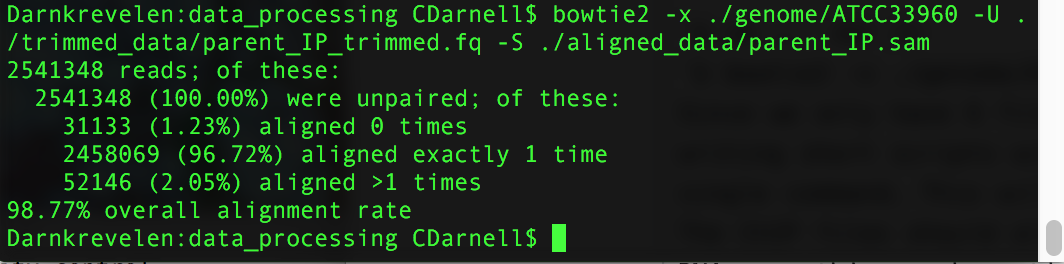 Darnkrevelen:data_processing CDarnell$ bowtie2 -x ./genome/ATCC33960 -U .
/trimmed_data/parent_IP_trimmed.fq -S ./aligned_data/parent_IP.sam
2541348 reads; of these:
  2541348 (100.00%) were unpaired; of these:
    31133 (1.23%) aligned 0 times
    2458069 (96.72%) aligned exactly 1 time
    52146 (2.05%) aligned >1 times
98.77% overall alignment rate
Darnkrevelen:data_processing CDarnell$